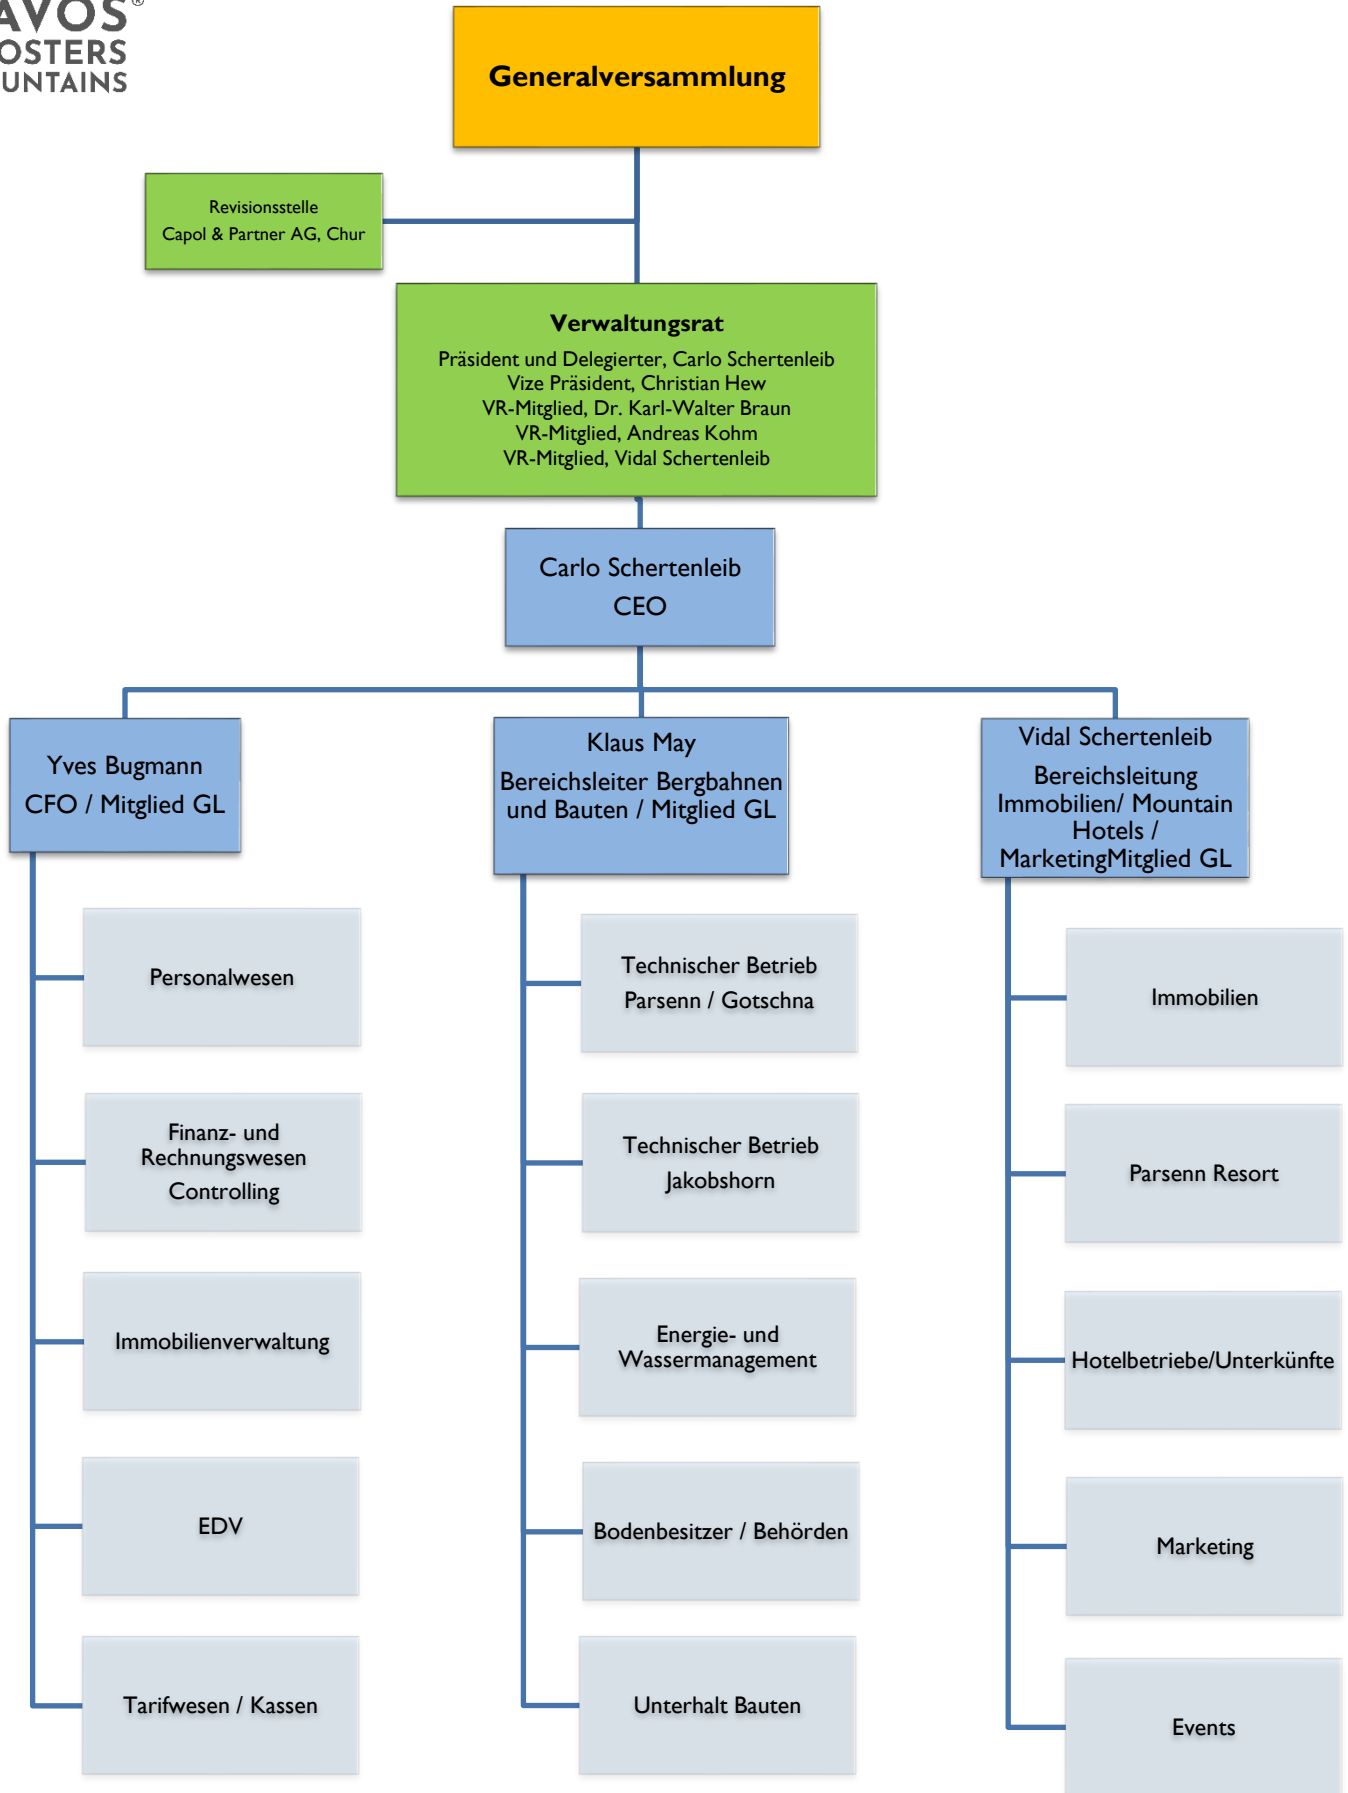 AVOS®
OSTERS
UNTAINS
Generalversammlung
Revisionsstelle
Capol & Partner AG, Chur
Verwaltungsrat
Präsident und Delegierter, Carlo Schertenleib
Vize Präsident, Christian Hew
VR-Mitglied, Dr. Karl-Walter Braun
VR-Mitglied, Andreas Kohm
VR-Mitglied, Vidal Schertenleib
Carlo Schertenleib
CEO
Yves Bugmann
CFO / Mitglied GL
Klaus May
Bereichsleiter Bergbahnen
und Bauten / Mitglied GL
Vidal Schertenleib
Bereichsleitung
Immobilien/ Mountain
Hotels /
MarketingMitglied GL
Personalwesen
Finanz- und
Rechnungswesen
Controlling
Immobilienverwaltung
EDV
Tarifwesen / Kassen
Technischer Betrieb
Parsenn / Gotschna
Technischer Betrieb
Jakobshorn
Energie- und
Wassermanagement
Bodenbesitzer / Behörden
Unterhalt Bauten
Immobilien
Parsenn Resort
Hotelbetriebe/Unterkünfte
Marketing
Events